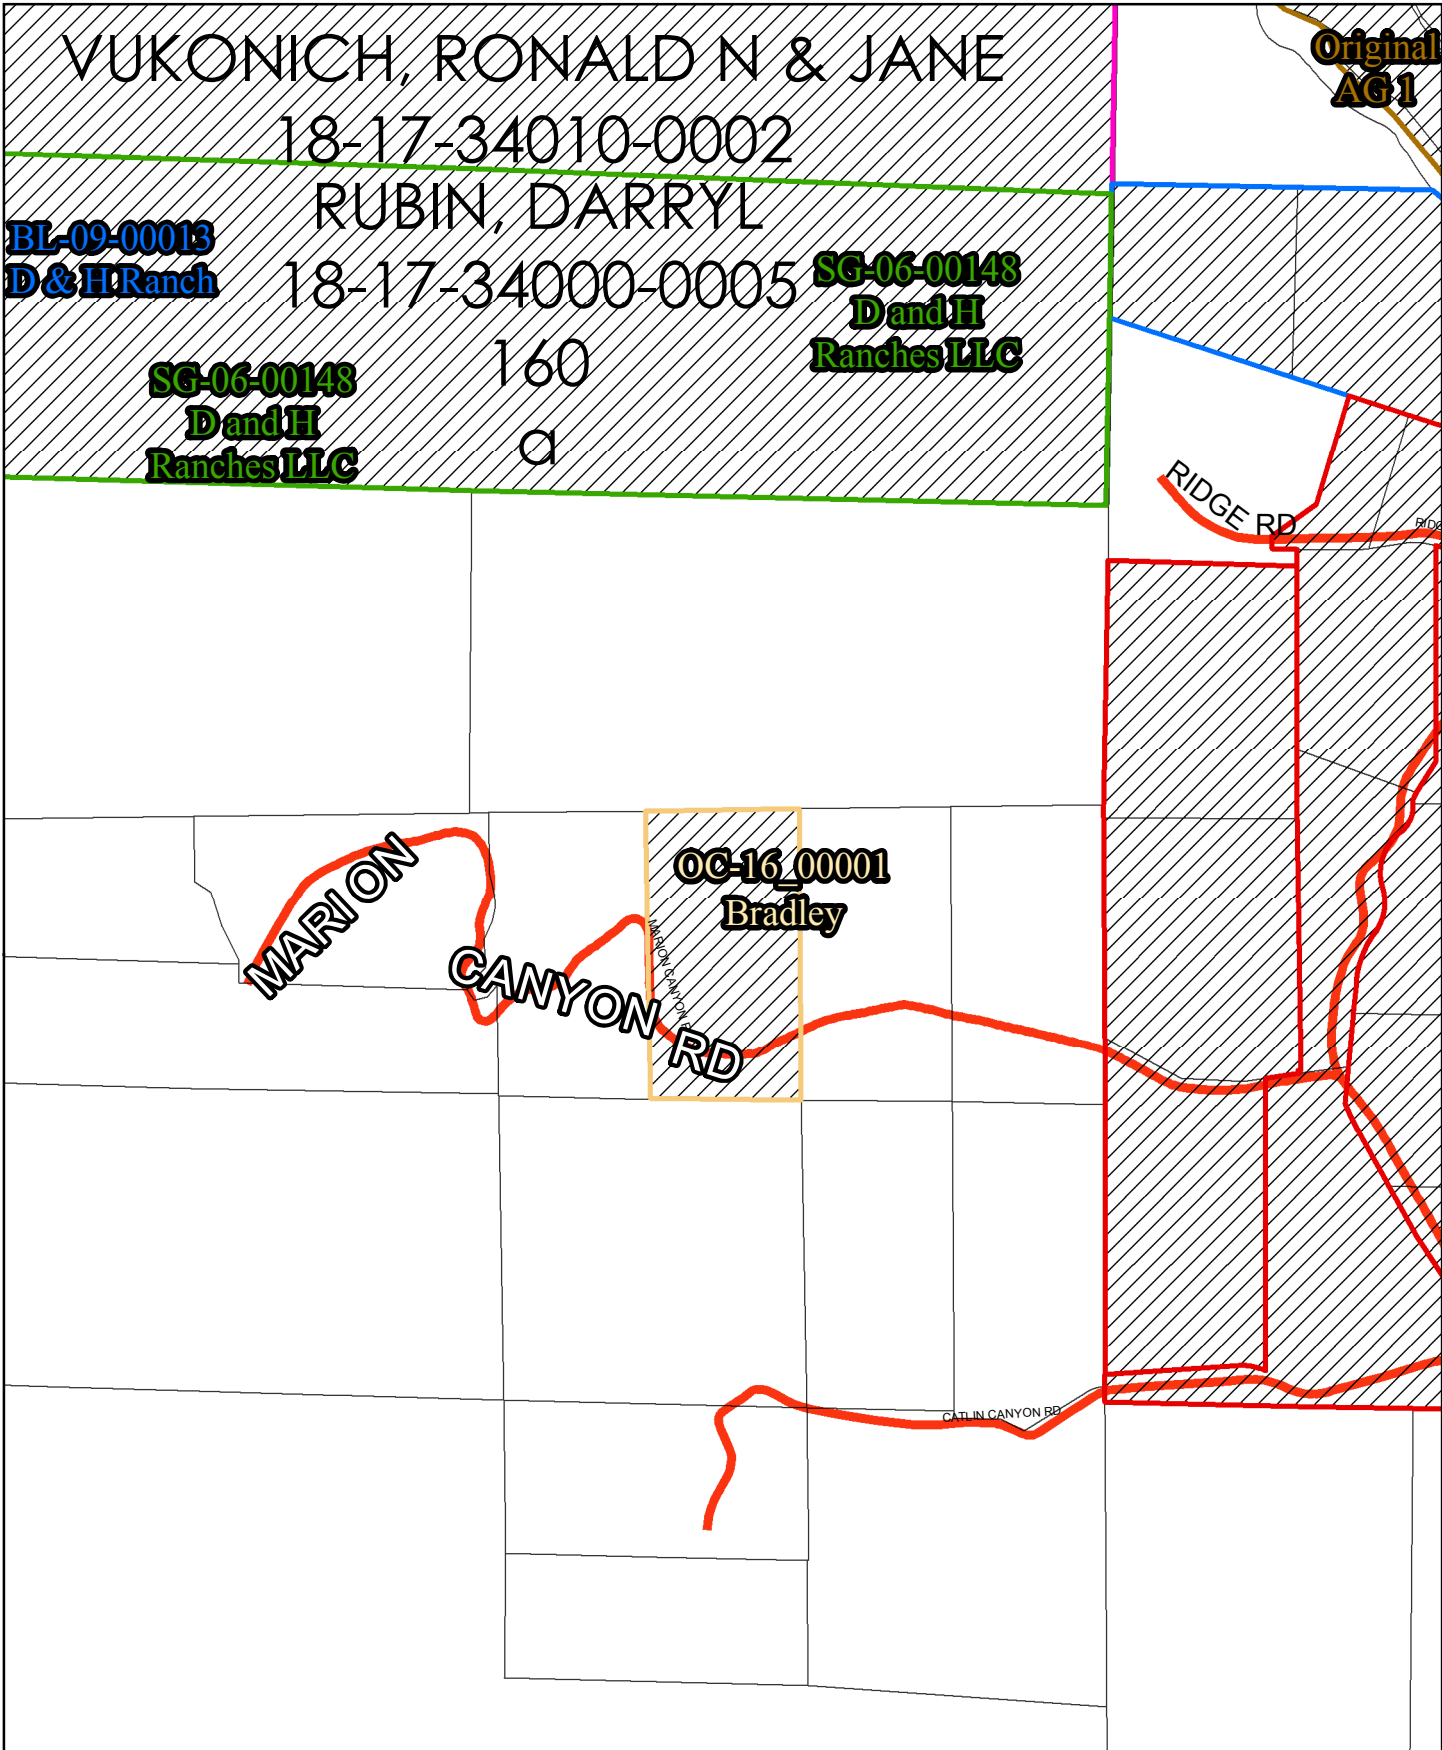 VUKONICH, RONALD N & JANE
18-17-34010-0002
Original
AG 1
RUBIN, DARRYL
18-17-34000-0005
160
a
BL-09-00013
D & H Ranch
SG-06-00148
D and H
Ranches LLC
SG-06-00148
D and H
Ranches LLC
RIDGE RD
RIDG
OC-16_00001
Bradley
MARION
CANYON RD
MARION CANYON R
CATLIN CANYON RD